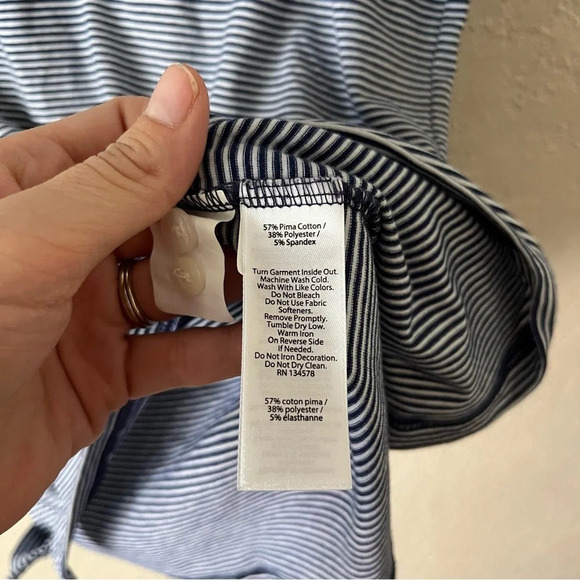 57% Pima Cotton /
38% Polyester /
5% Spandex
Turn Garment Inside Out.
Machine Wash Cold.
Wash With Like Colors.
Do Not Bleach
Do Not Use Fabric
Softeners.
Remove Promptly.
Tumble Dry Low.
Warm Iron
On Reverse Side
If Needed.
Do Not Iron Decoration.
Do Not Dry Clean.
RN 134578
57% coton pima /
38% polyester /
5% élasthanne